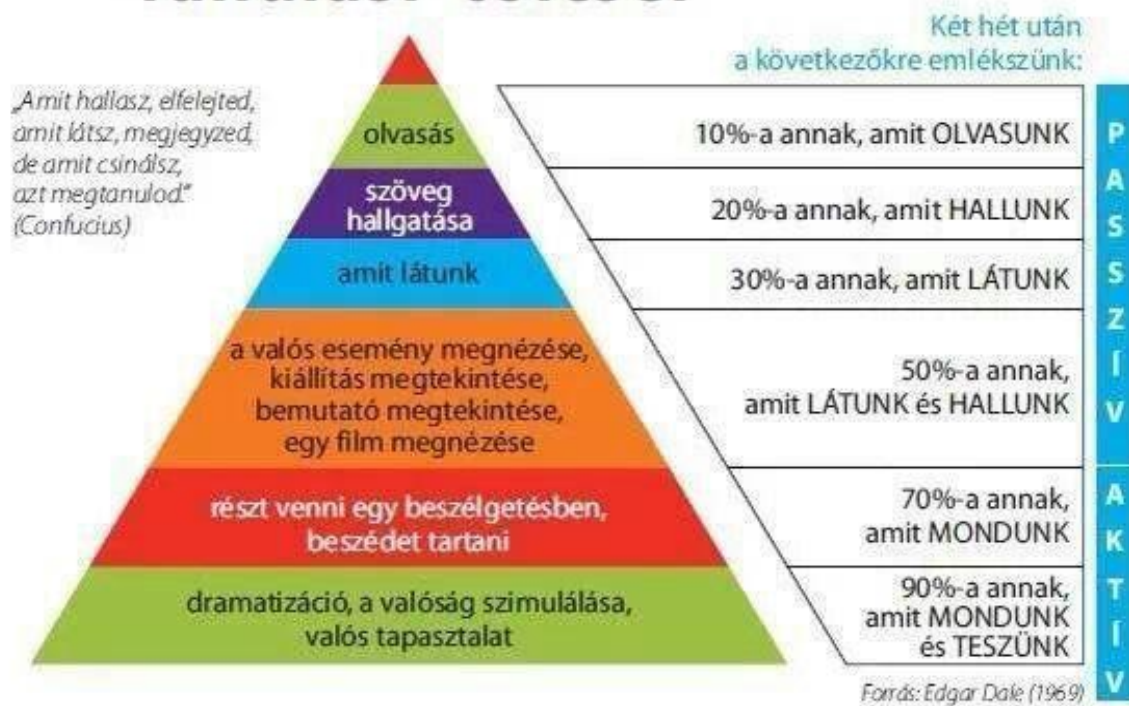 Két hét után
a következőkre emlékszünk:
„Amit hallasz, elfelejted,
amit látsz, megjegyzed,
de amit csinálsz,
azt megtanulod."
(Confucius)
olvasás
10%-a annak, amit OLVASUNK
szöveg
hallgatása
20%-a annak, amit HALLUNK
amit látunk
30%-a annak, amit LÁTUNK
a valós esemény megnézése,
kiállítás megtekintése,
bemutató megtekintése,
egy film megnézése
50%-a annak,
amit LÁTUNK és HALLUNK
részt venni egy beszélgetésben,
beszédet tartani
70%-a annak,
amit MONDUNK
dramatizáció, a valóság szimulálása,
valós tapasztalat
90%-a annak,
amit MONDUNK
és TESZÜNK
PASSZÍV
AKTÍV
Forrás: Edgar Dale (1969)